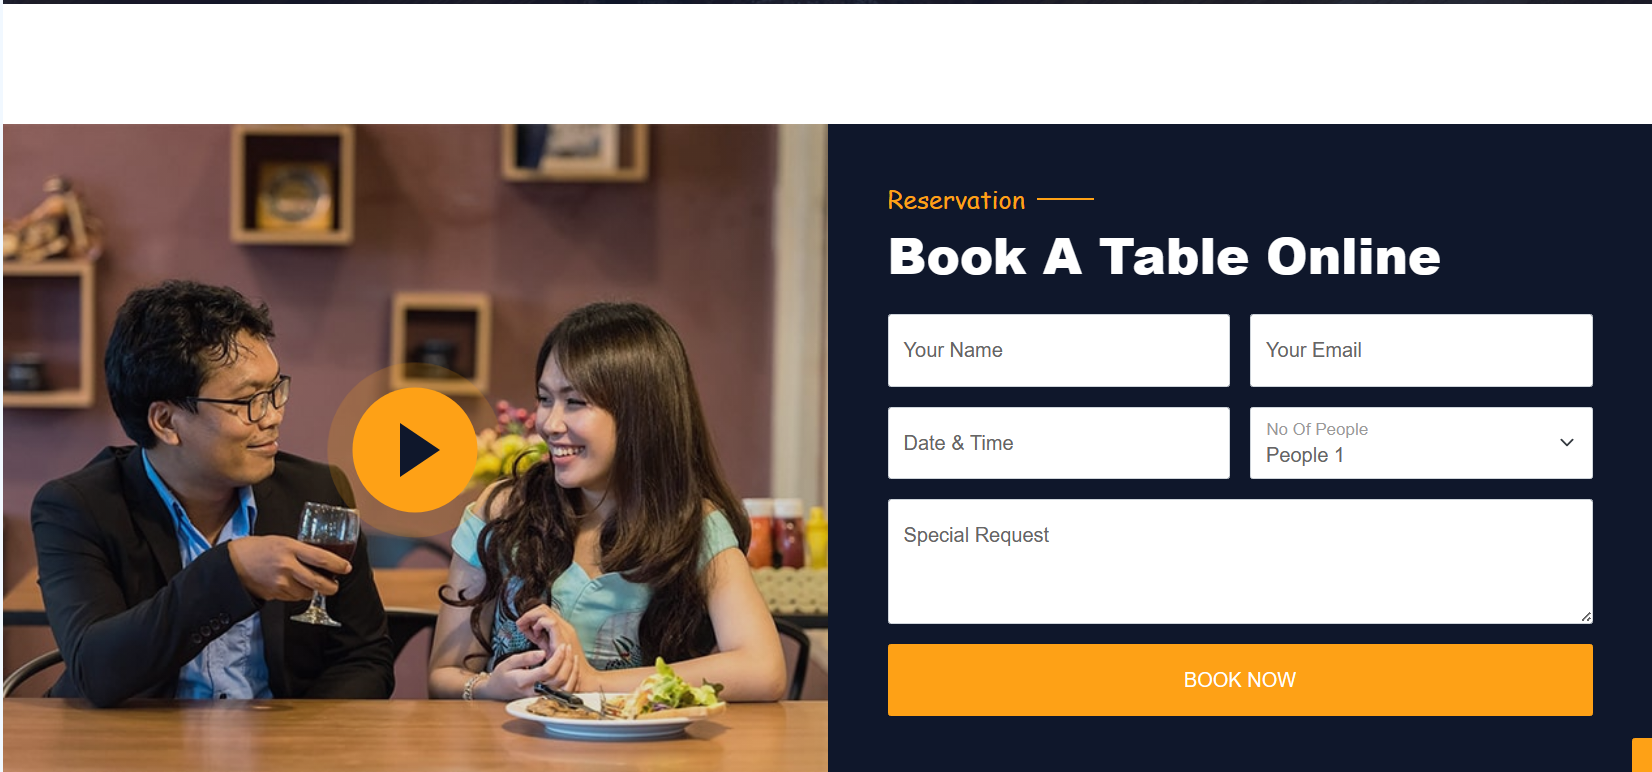 Reservation
Book A Table Online
Your Name
Your Email
Date & Time
No Of People
People 1
Special Request
BOOK NOW